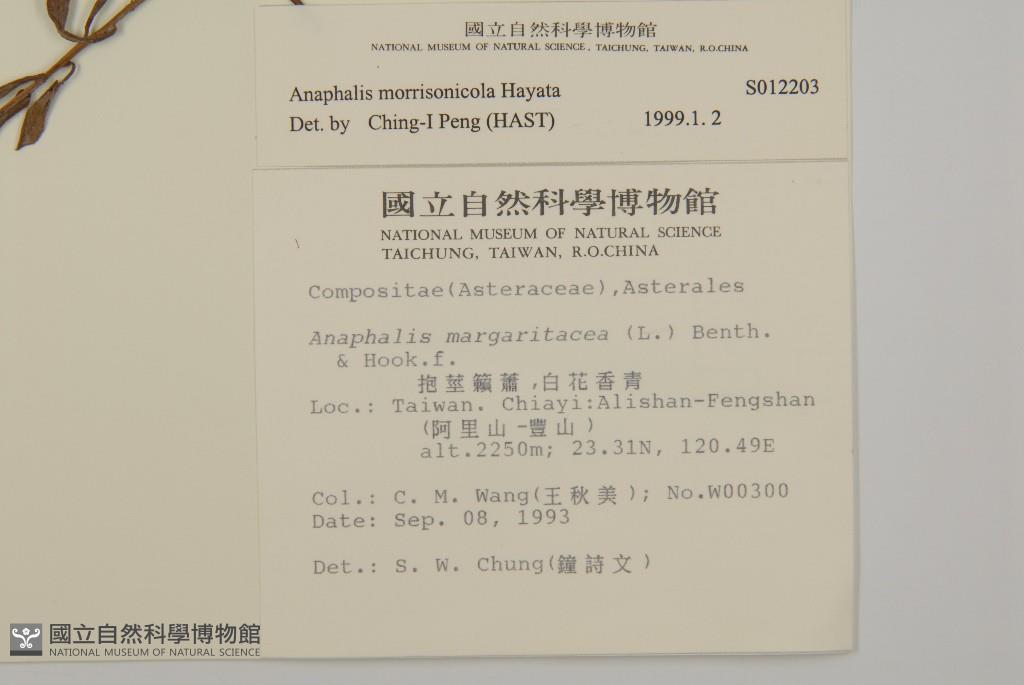 國立自然科學博物館
NATIONAL MUSEUM OF NATURAL SCIENCE, TAICHUNG, TAIWAN, R.O.CHINA
Anaphalis morrisonicola Hayata S012203
Det. by Ching-I Peng (HAST) 1999.1. 2
國立自然科學博物館
NATIONAL MUSEUM OF NATURAL SCIENCE
TAICHUNG, TAIWAN, R.O.CHINA
Compositae(Asteraceae),Asterales
Anaphalis margaritacea (L.) Benth.
& Hook.f.
抱莖籟蕭,白花香青
Loc.: Taiwan. Chiayi:Alishan-Fengshan
(阿里山-豐山)
alt.2250m; 23.31N, 120.49E
Col.: C. M. Wang(王秋美); No.W00300
Date: Sep. 08, 1993
Det.: S. W. Chung(鐘詩文)
國立自然科學博物館
NATIONAL MUSEUM OF NATURAL SCIENCE